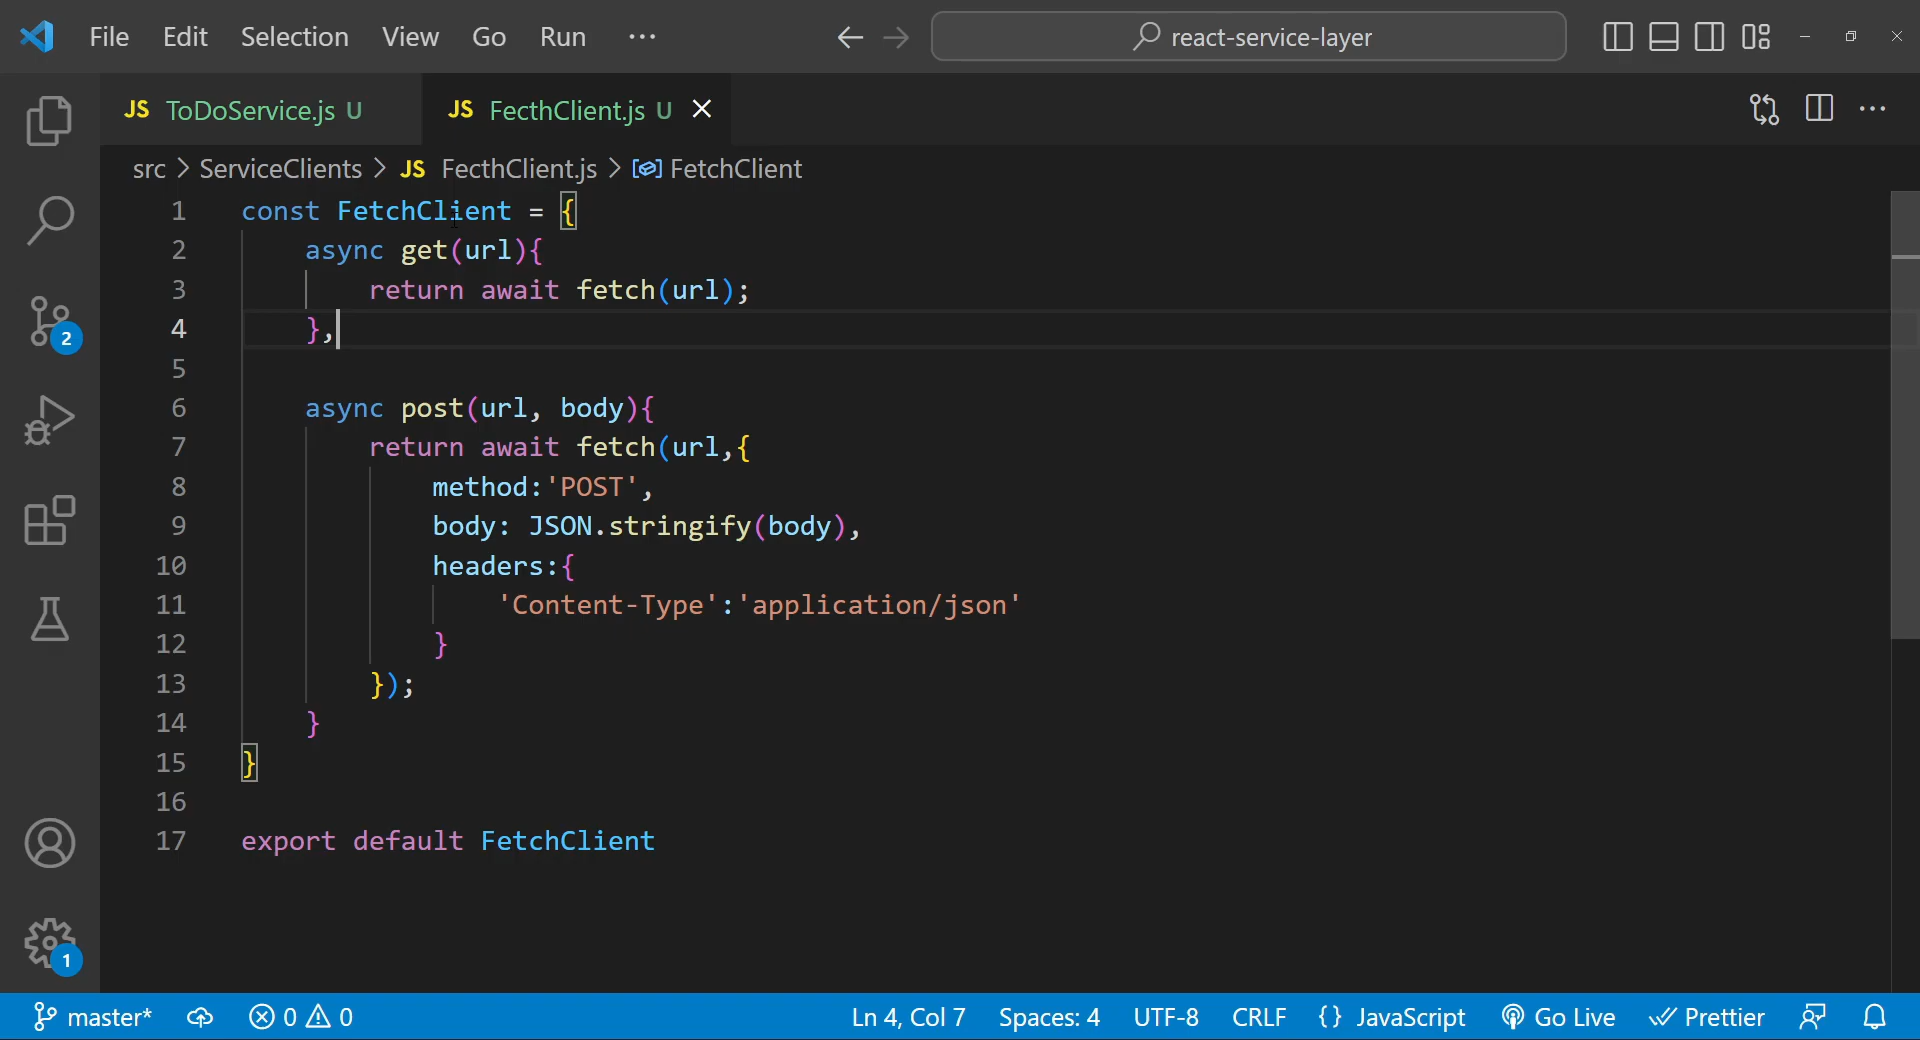 File Edit Selection View Go Run ··· react-service-layer
JS ToDoService.js U JS FecthClient.js U
src > ServiceClients > JS FecthClient.js > FetchClient
1 const FetchClient = {
2 async get(url){
3 return await fetch(url);
4 },
5
6 async post(url, body){
7 return await fetch(url,{
8 method:'POST',
9 body: JSON.stringify(body),
10 headers:{
11 'Content-Type':'application/json'
12 }
13 });
14 }
15 }
16
17 export default FetchClient
2
1
master* 0 0 Ln 4, Col 7 Spaces: 4 UTF-8 CRLF {} JavaScript Go Live Prettier